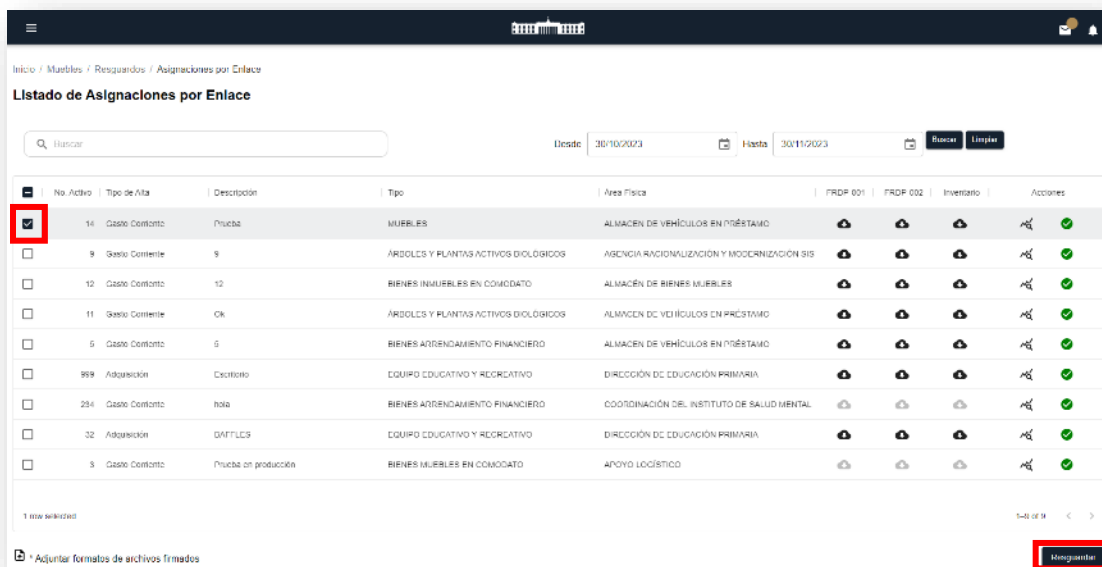 Inicio / Muebles / Resguardos / Asignaciones por Enlace
Listado de Asignaciones por Enlace
Buscar Desde 30/10/2023 Hasta 30/11/2023 Buscar Limpiar
No. Activo Tipo de Alta Descripción Tipo Area Física FRDP 001 FRDP 002 Inventario Acciones
14 Gasto Corriente Prueba MUEBLES ALMACEN DE VEHÍCULOS EN PRÉSTAMO
9 Gasto Corriente 9 ÁRBOLES Y PLANTAS ACTIVOS BIOLÓGICOS AGENCIA RACIONALIZACIÓN Y MODERNIZACIÓN SIS
12 Gasto Corriente 12 BIENES INMUEBLES EN COMODATO ALMACÉN DE BIENES MUEBLES
11 Gasto Corriente Ok ÁRBOLES Y PLANTAS ACTIVOS BIOLÓGICOS ALMACEN DE VEHÍCULOS EN PRÉSTAMO
Gasto Corriente BIENES ARRENDAMIENTO FINANCIERO ALMACEN DE VEHÍCULOS EN PRÉSTAMO
999 Adquisición Escritorio EQUIPO EDUCATIVO Y RECREATIVO DIRECCIÓN DE EDUCACIÓN PRIMARIA
234 Gasto Corriente hola BIENES ARRENDAMIENTO FINANCIERO COORDINACIÓN DEL INSTITUTO DE SALUD MENTAL
32 Adquisición BAFFLES EQUIPO EDUCATIVO Y RECREATIVO DIRECCIÓN DE EDUCACIÓN PRIMARIA
3 Gasto Corriente Prueba en producción BIENES MUEBLES EN COMODATO APOYO LOGÍSTICO
1 row selected 1–9 of 9
* Adjuntar formatos de archivos firmados Resguardar